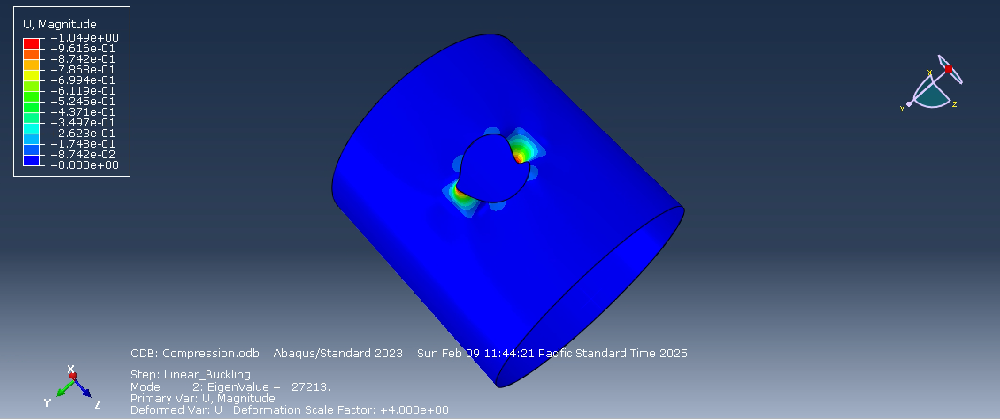 U, Magnitude
+1.049e+00
+9.616e-01
+8.742e-01
+7.868e-01
+6.994e-01
+6.119e-01
+5.245e-01
+4.371e-01
+3.497e-01
+2.623e-01
+1.748e-01
+8.742e-02
+0.000e+00
X
Y
Z
ODB: Compression.odb Abaqus/Standard 2023 Sun Feb 09 11:44:21 Pacific Standard Time 2025
X
Y
Z
Step: Linear_Buckling
Mode 2: EigenValue = 27213.
Primary Var: U, Magnitude
Deformed Var: U Deformation Scale Factor: +4.000e+00